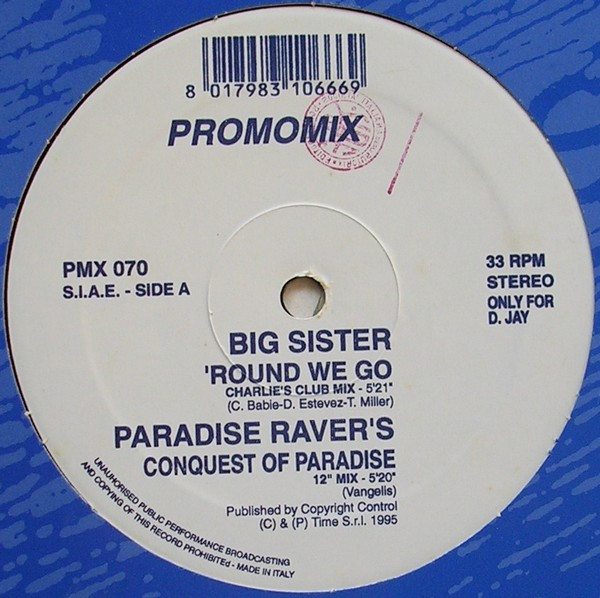 8 017983 106669
PROMOMIX
PMX 070
S.I.A.E. - SIDE A
33 RPM
STEREO
ONLY FOR
D. JAY
BIG SISTER
'ROUND WE GO
CHARLIE'S CLUB MIX - 5'21"
(C. Babie-D. Estevez-T. Miller)
PARADISE RAVER'S
CONQUEST OF PARADISE
12" MIX - 5'20"
(Vangelis)
Published by Copyright Control
(C) & (P) Time S.r.l. 1995
UNAUTHORISED PUBLIC PERFORMANCE BROADCASTING
AND COPYING OF THIS RECORD PROHIBITEd - MADE IN ITALY